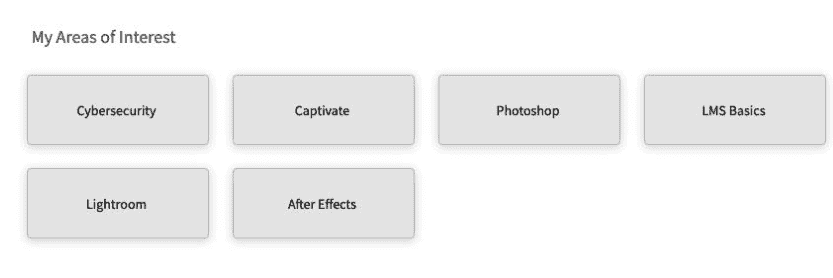 My Areas of Interest
Cybersecurity
Captivate
Photoshop
LMS Basics
Lightroom
After Effects